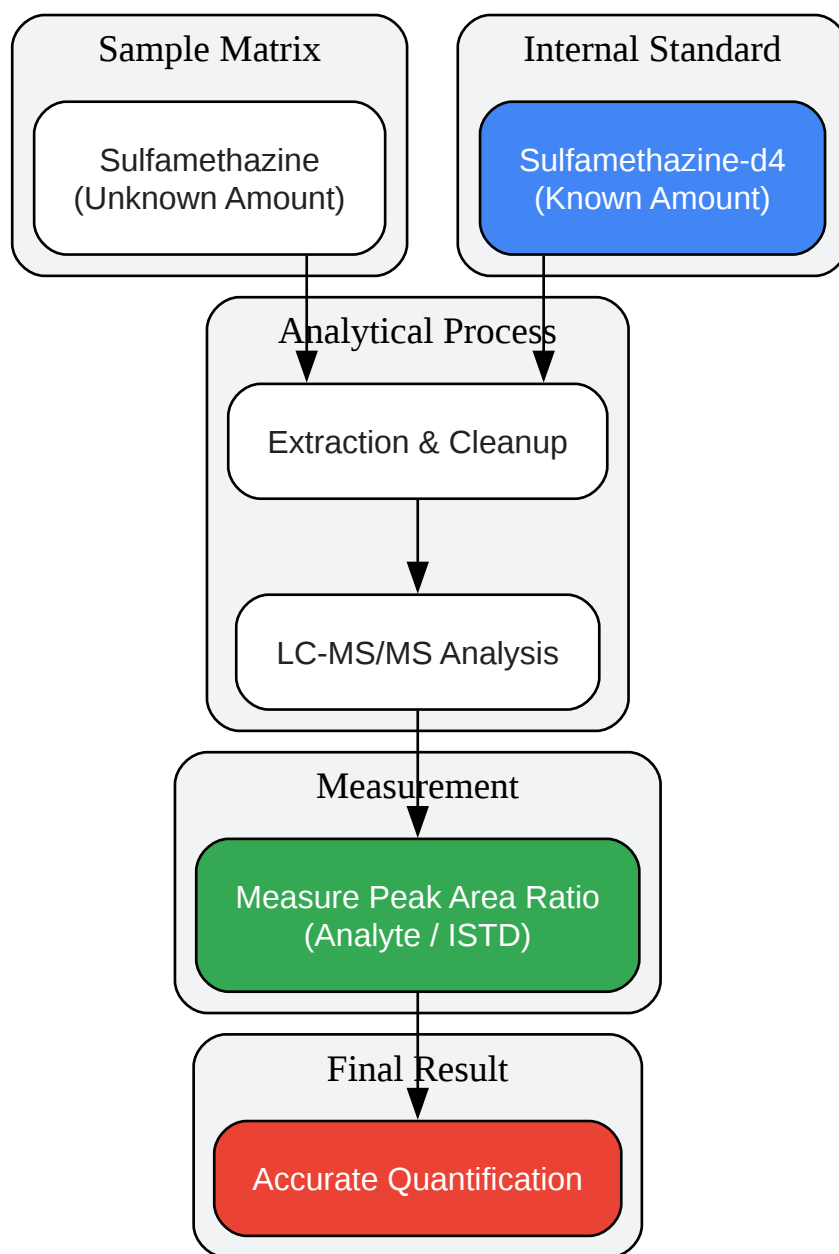 Sample Matrix
Sulfamethazine
(Unknown Amount)
Internal Standard
Sulfamethazine-d4
(Known Amount)
Analytical Process
Extraction & Cleanup
LC-MS/MS Analysis
Measurement
Measure Peak Area Ratio
(Analyte / ISTD)
Final Result
Accurate Quantification